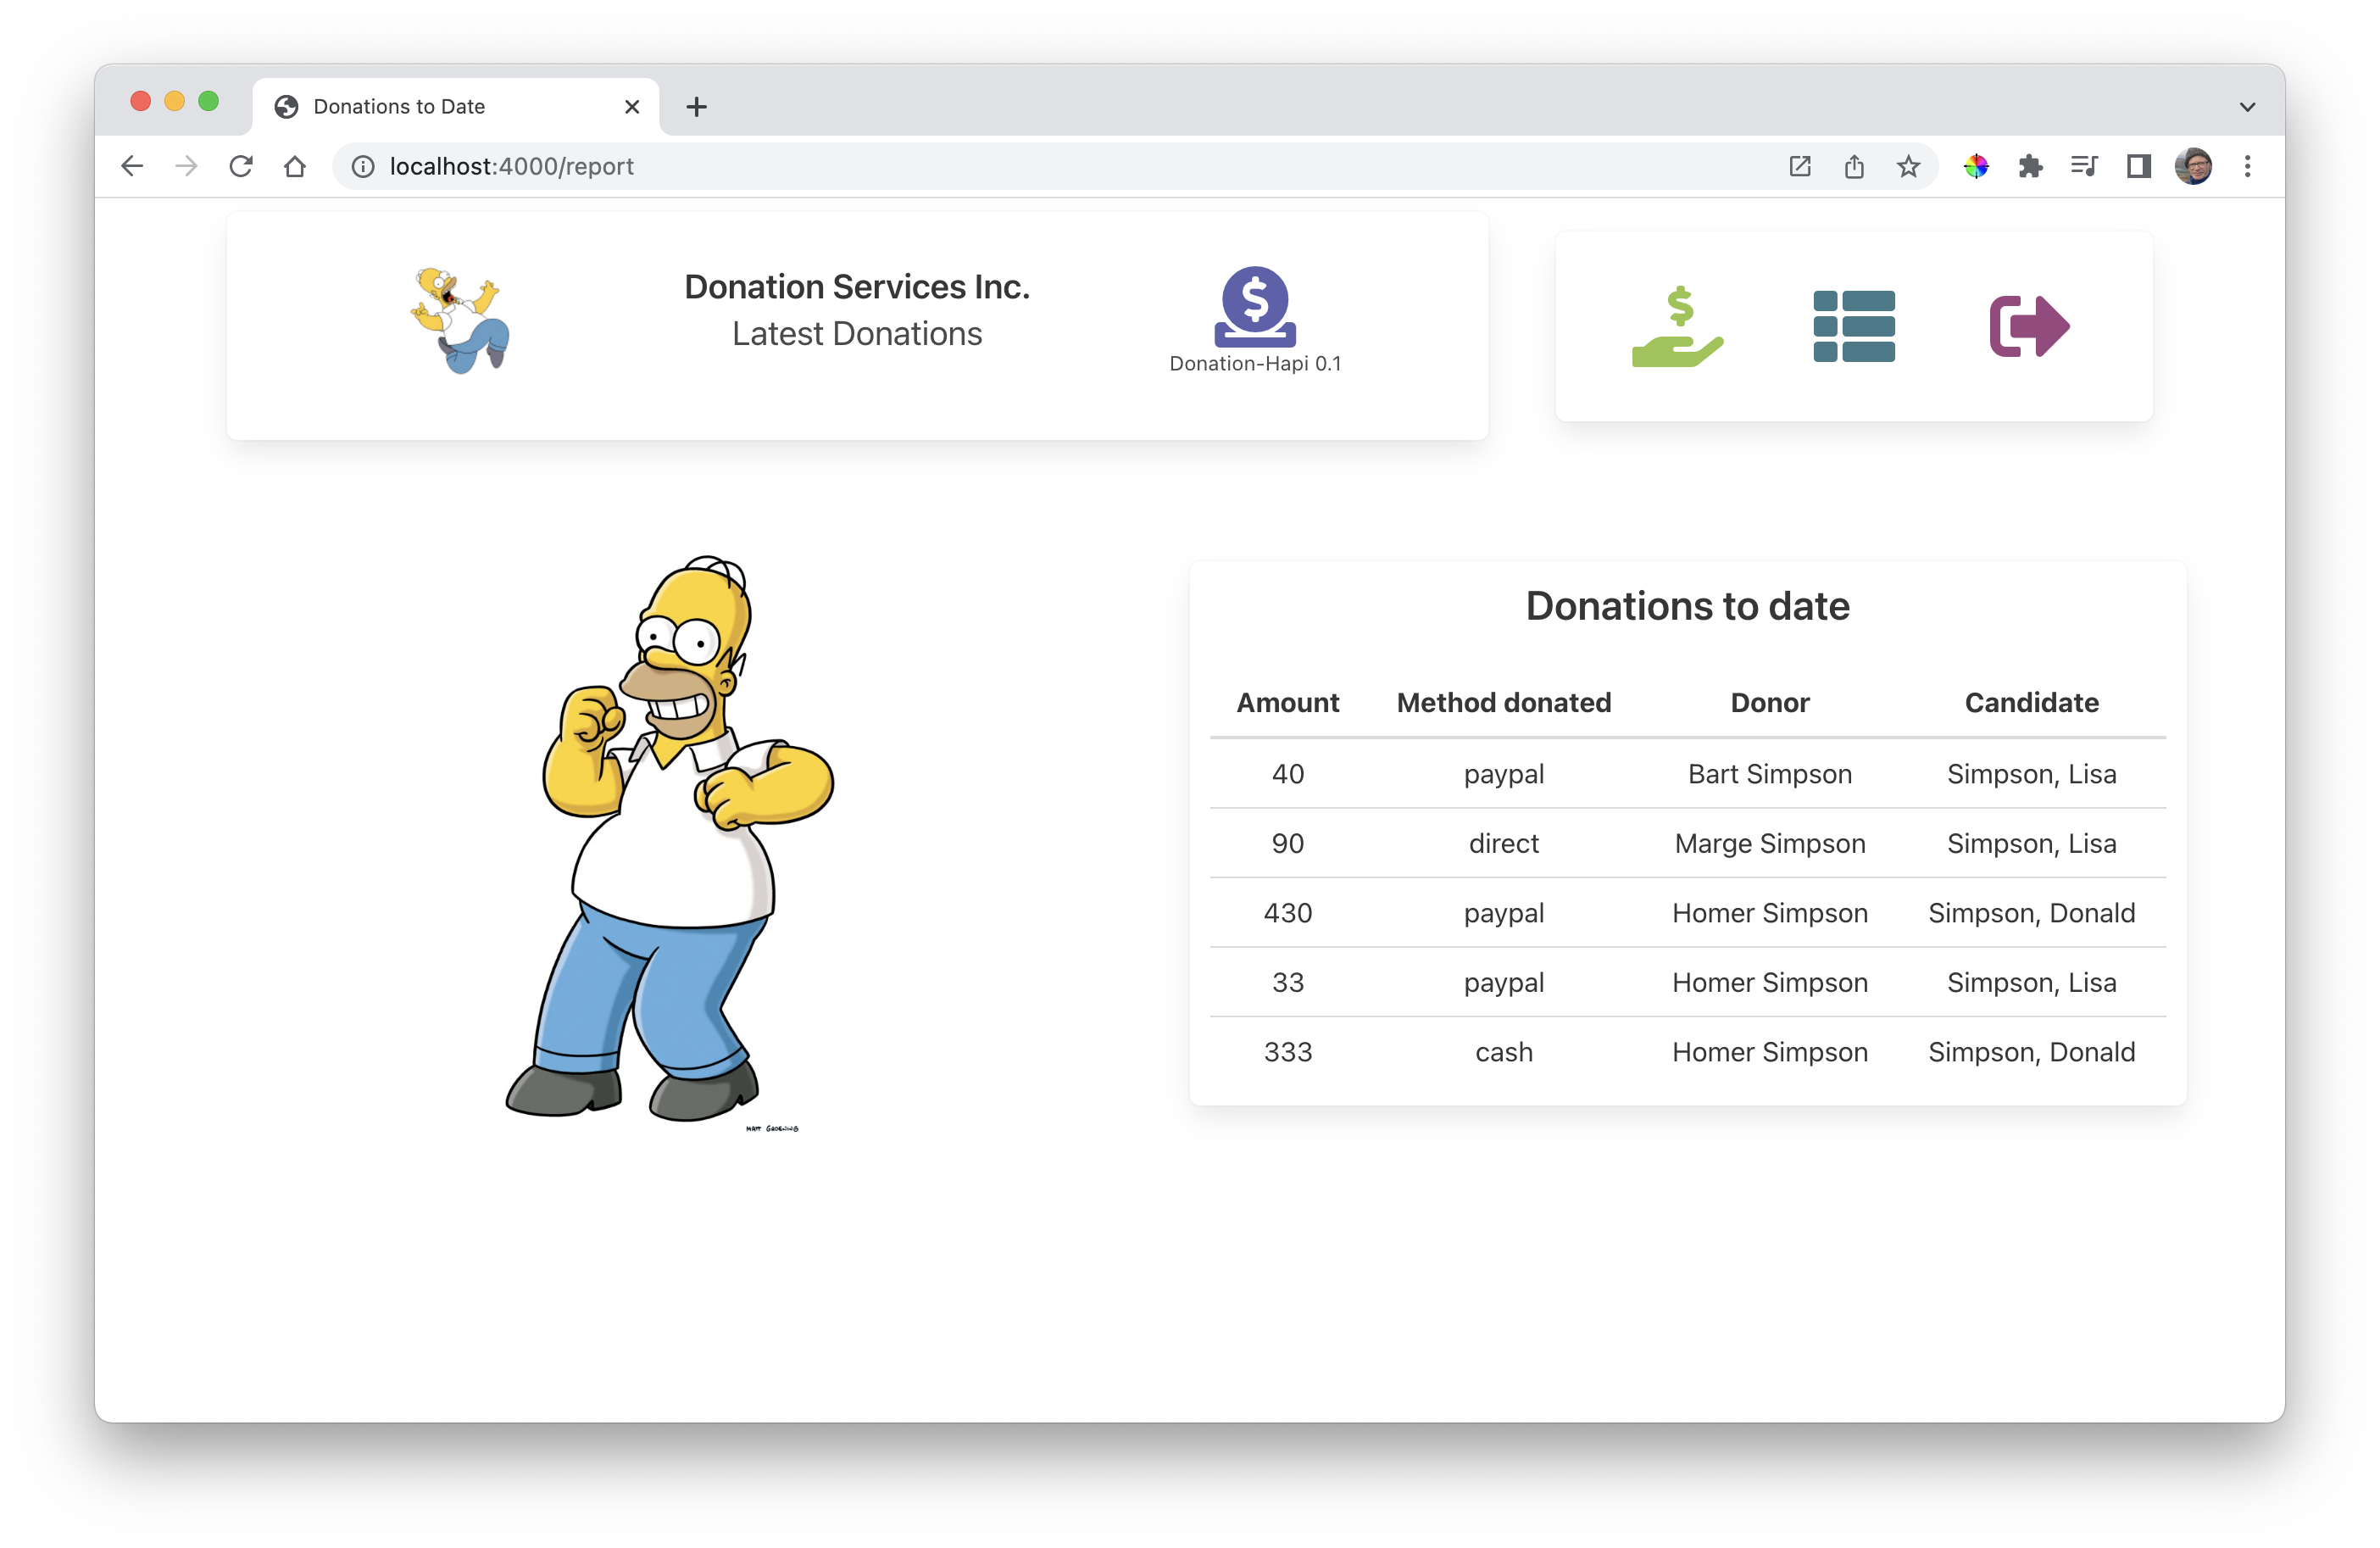 Donations to Date
localhost:4000/report
Donation Services Inc.
Latest Donations
Donation-Hapi 0.1
Donations to date
Amount Method donated Donor Candidate
40 paypal Bart Simpson Simpson, Lisa
90 direct Marge Simpson Simpson, Lisa
430 paypal Homer Simpson Simpson, Donald
33 paypal Homer Simpson Simpson, Lisa
333 cash Homer Simpson Simpson, Donald
MATT GROENING